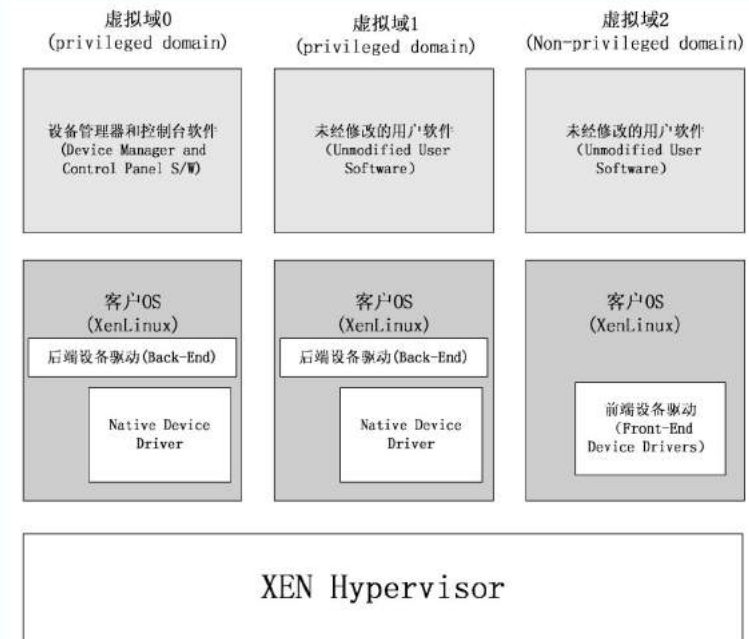 虚拟域0
(privileged domain)
虚拟域1
(privileged domain)
虚拟域2
(Non-privileged domain)
设备管理器和控制台软件
(Device Manager and
Control Panel S/W)
未经修改的用户软件
(Unmodified User
Software)
未经修改的用户软件
(Unmodified User
Software)
客户OS
(XenLinux)
后端设备驱动(Back-End)
Native Device
Driver
客户OS
(XenLinux)
后端设备驱动(Back-End)
Native Device
Driver
客户OS
(XenLinux)
前端设备驱动
(Front-End
Device Drivers)
XEN Hypervisor